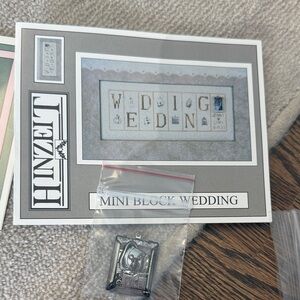 HINZEIT
W D I G
E D N
MINI BLOCK WEDDING